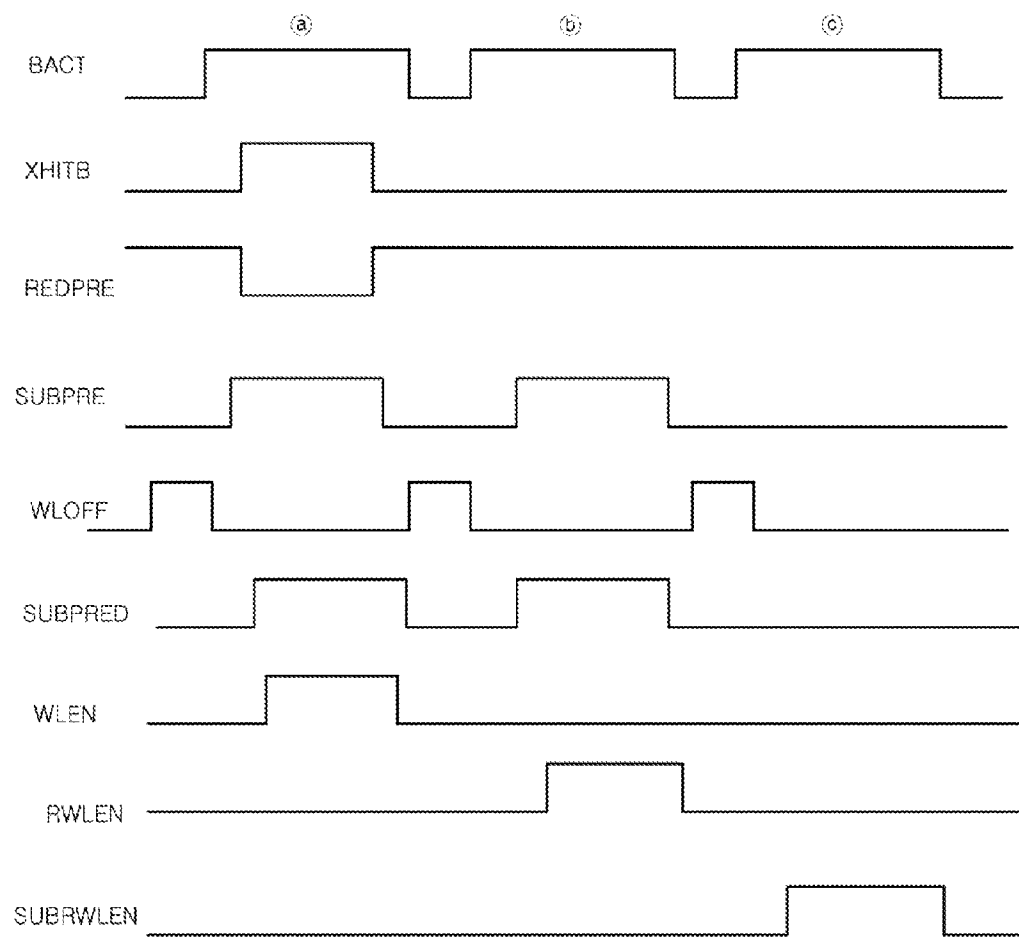 ⓐ ⓑ ⓒ
BACT
XHITB
REDPRE
SUBPRE
WLOFF
SUBPRED
WLEN
RWLEN
SUBRWLEN